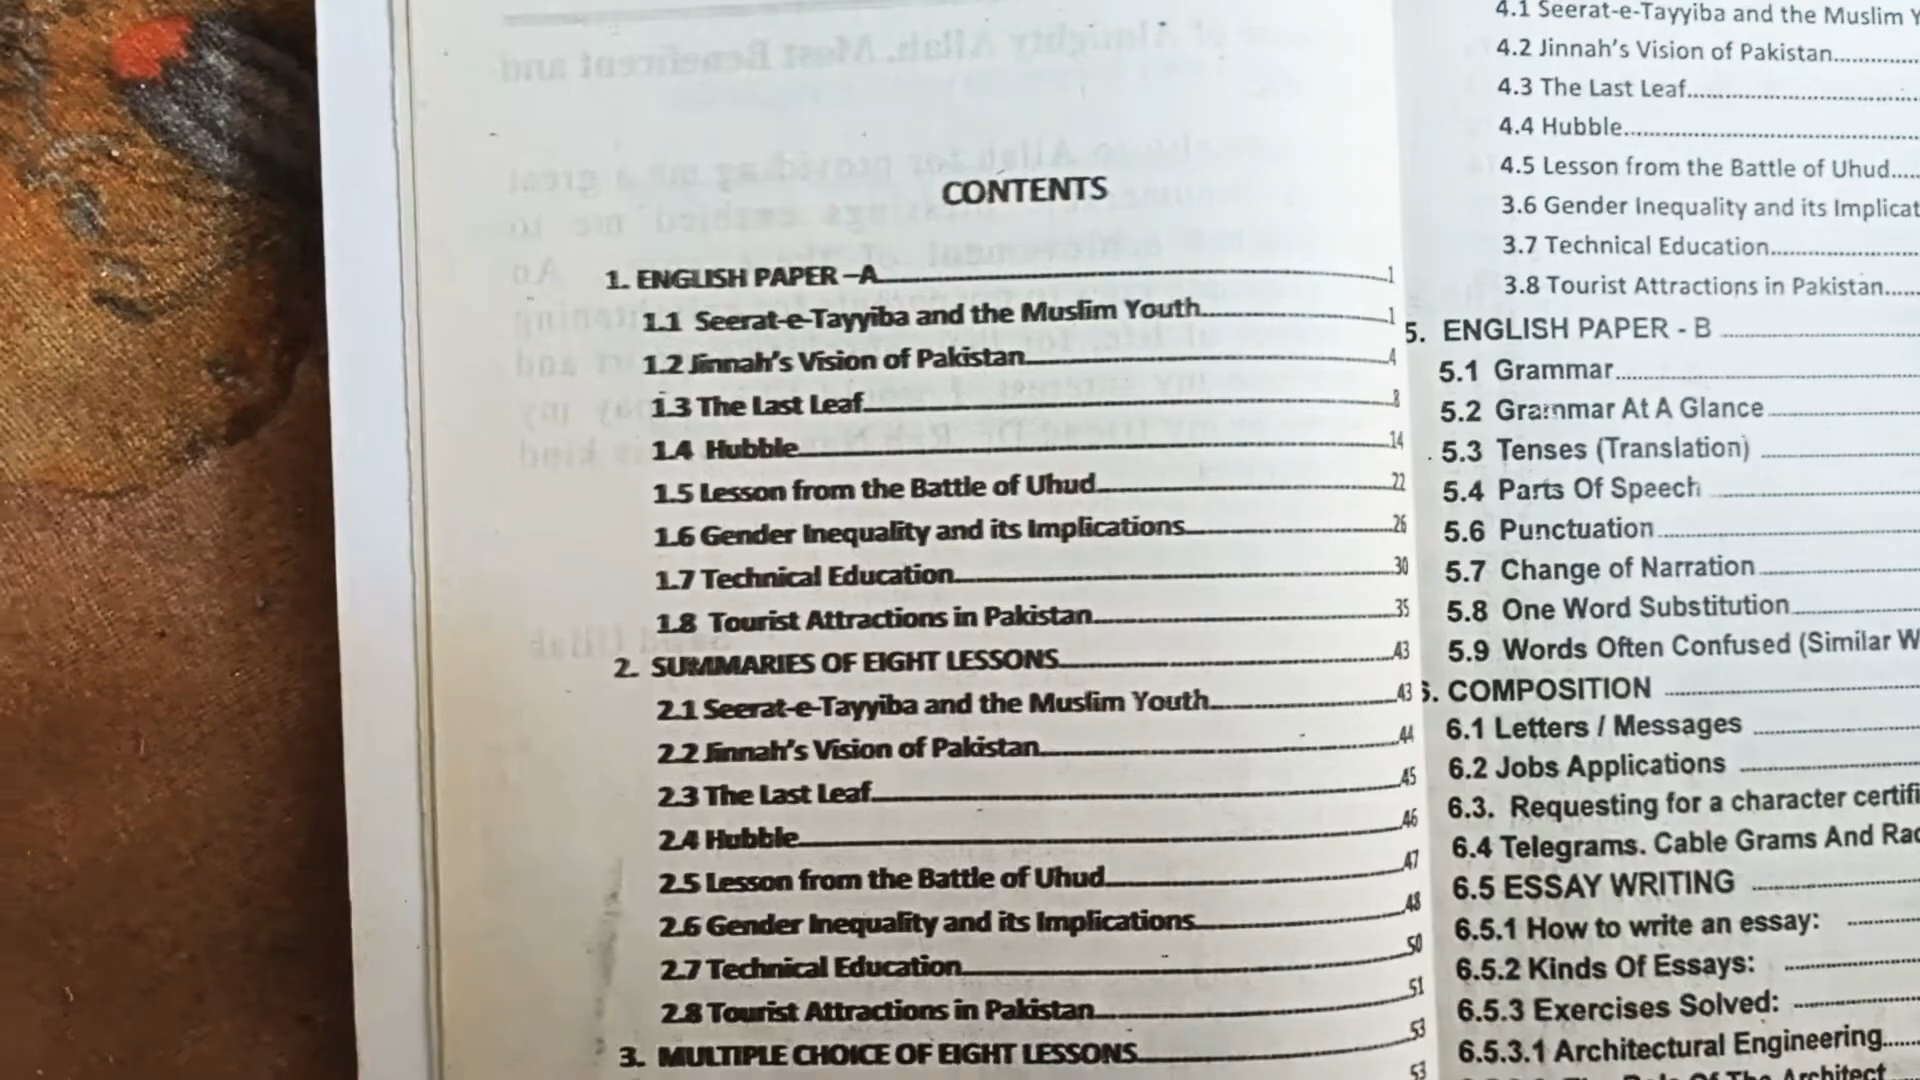 CONTENTS
1. ENGLISH PAPER –A 1
1.1 Seerat-e-Tayyiba and the Muslim Youth 1
1.2 Jinnah's Vision of Pakistan 4
1.3 The Last Leaf 8
1.4 Hubble 14
1.5 Lesson from the Battle of Uhud 22
1.6 Gender Inequality and its Implications 26
1.7 Technical Education 30
1.8 Tourist Attractions in Pakistan 35
2. SUMMARIES OF EIGHT LESSONS 43
2.1 Seerat-e-Tayyiba and the Muslim Youth 43
2.2 Jinnah's Vision of Pakistan 44
2.3 The Last Leaf 45
2.4 Hubble 46
2.5 Lesson from the Battle of Uhud 47
2.6 Gender Inequality and its Implications 48
2.7 Technical Education 50
2.8 Tourist Attractions in Pakistan 51
3. MULTIPLE CHOICE OF EIGHT LESSONS 53
53
4.1 Seerat-e-Tayyiba and the Muslim Y
4.2 Jinnah's Vision of Pakistan
4.3 The Last Leaf
4.4 Hubble
4.5 Lesson from the Battle of Uhud
3.6 Gender Inequality and its Implicat
3.7 Technical Education
3.8 Tourist Attractions in Pakistan
5. ENGLISH PAPER - B
5.1 Grammar
5.2 Grammar At A Glance
5.3 Tenses (Translation)
5.4 Parts Of Speech
5.6 Punctuation
5.7 Change of Narration
5.8 One Word Substitution
5.9 Words Often Confused (Similar W
6. COMPOSITION
6.1 Letters / Messages
6.2 Jobs Applications
6.3. Requesting for a character certifi
6.4 Telegrams. Cable Grams And Rad
6.5 ESSAY WRITING
6.5.1 How to write an essay:
6.5.2 Kinds Of Essays:
6.5.3 Exercises Solved:
6.5.3.1 Architectural Engineering
Of The Architect